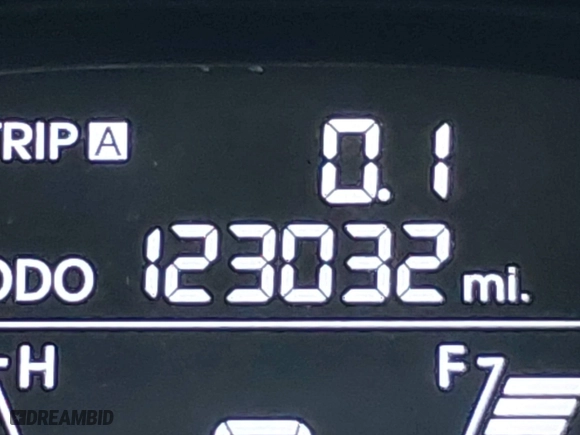 TRIP A 0.1
ODO 123032 mi.
H F
DREAMBID